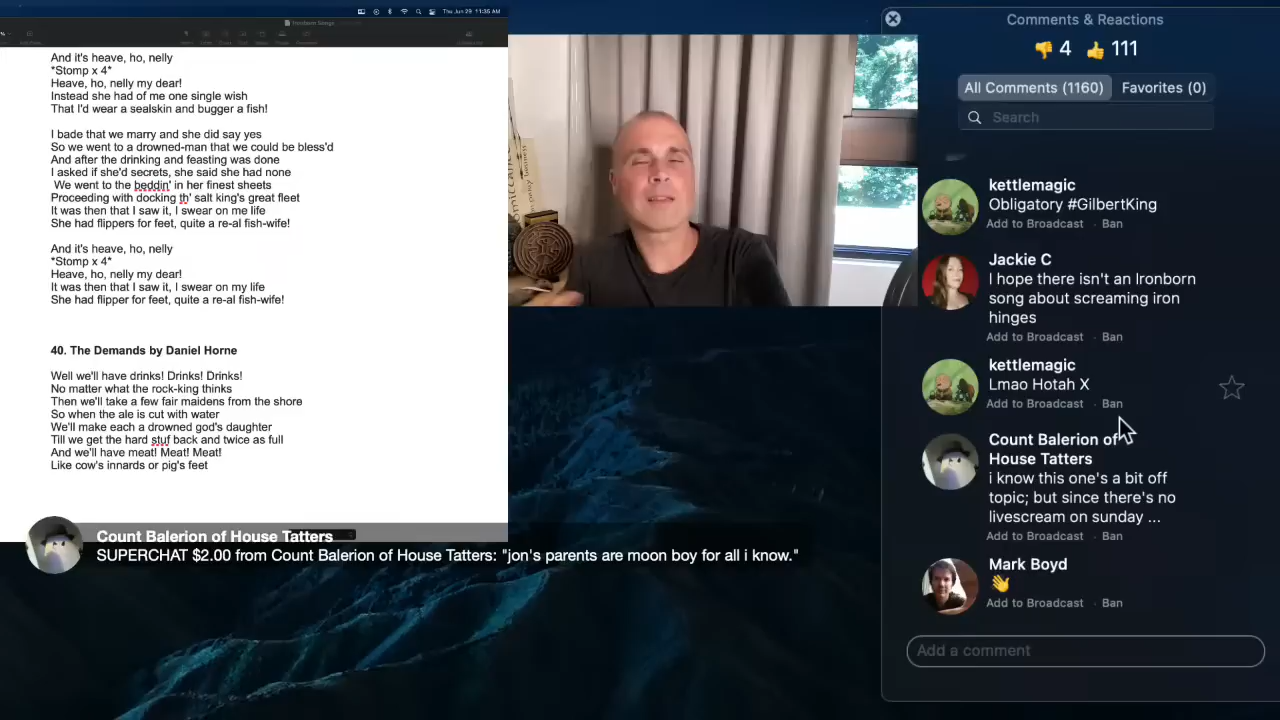 Thu Jun 29 11:35 AM
Ironborn Songs
And it's heave, ho, nelly
*Stomp x 4*
Heave, ho, nelly my dear!
Instead she had of me one single wish
That I'd wear a sealskin and bugger a fish!
I bade that we marry and she did say yes
So we went to a drowned-man that we could be bless'd
And after the drinking and feasting was done
I asked if she'd secrets, she said she had none
We went to the beddin' in her finest sheets
Proceeding with docking th' salt king's great fleet
It was then that I saw it, I swear on me life
She had flippers for feet, quite a re-al fish-wife!
And it's heave, ho, nelly
*Stomp x 4*
Heave, ho, nelly my dear!
It was then that I saw it, I swear on me life
She had flipper for feet, quite a re-al fish-wife!
40. The Demands by Daniel Horne
Well we'll have drinks! Drinks! Drinks!
No matter what the rock-king thinks
Then we'll take a few fair maidens from the shore
So when the ale is cut with water
We'll make each a drowned god's daughter
Till we get the hard stuf back and twice as full
And we'll have meat! Meat! Meat!
Like cow's innards or pig's feet
Count Balerion of House Tatters
SUPERCHAT $2.00 from Count Balerion of House Tatters: "jon's parents are moon boy for all i know."
Comments & Reactions
👎 4 👍 111
All Comments (1160) Favorites (0)
Search
kettlemagic
Obligatory #GilbertKing
Add to Broadcast · Ban
Jackie C
I hope there isn't an Ironborn
song about screaming iron
hinges
Add to Broadcast · Ban
kettlemagic
Lmao Hotah X
Add to Broadcast · Ban
Count Balerion of
House Tatters
i know this one's a bit off
topic; but since there's no
livescream on sunday ...
Add to Broadcast · Ban
Mark Boyd
👋
Add to Broadcast · Ban
Add a comment